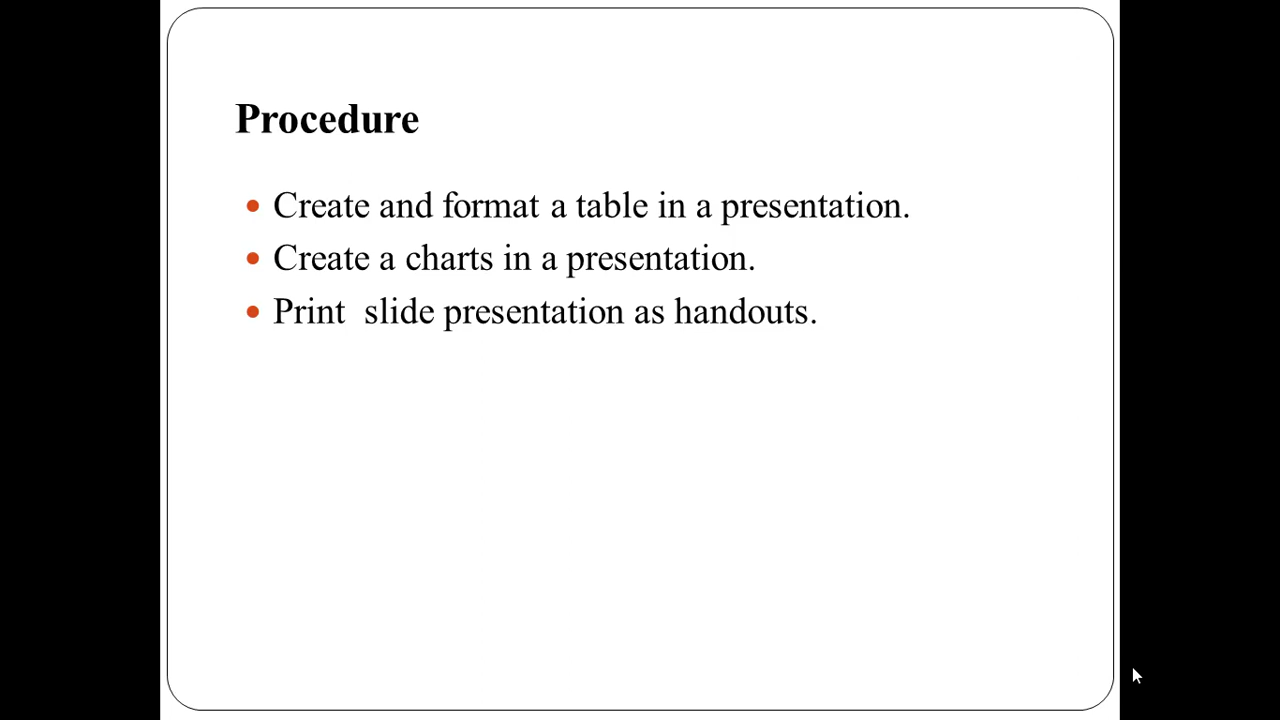 Procedure
• Create and format a table in a presentation.
• Create a charts in a presentation.
• Print  slide presentation as handouts.